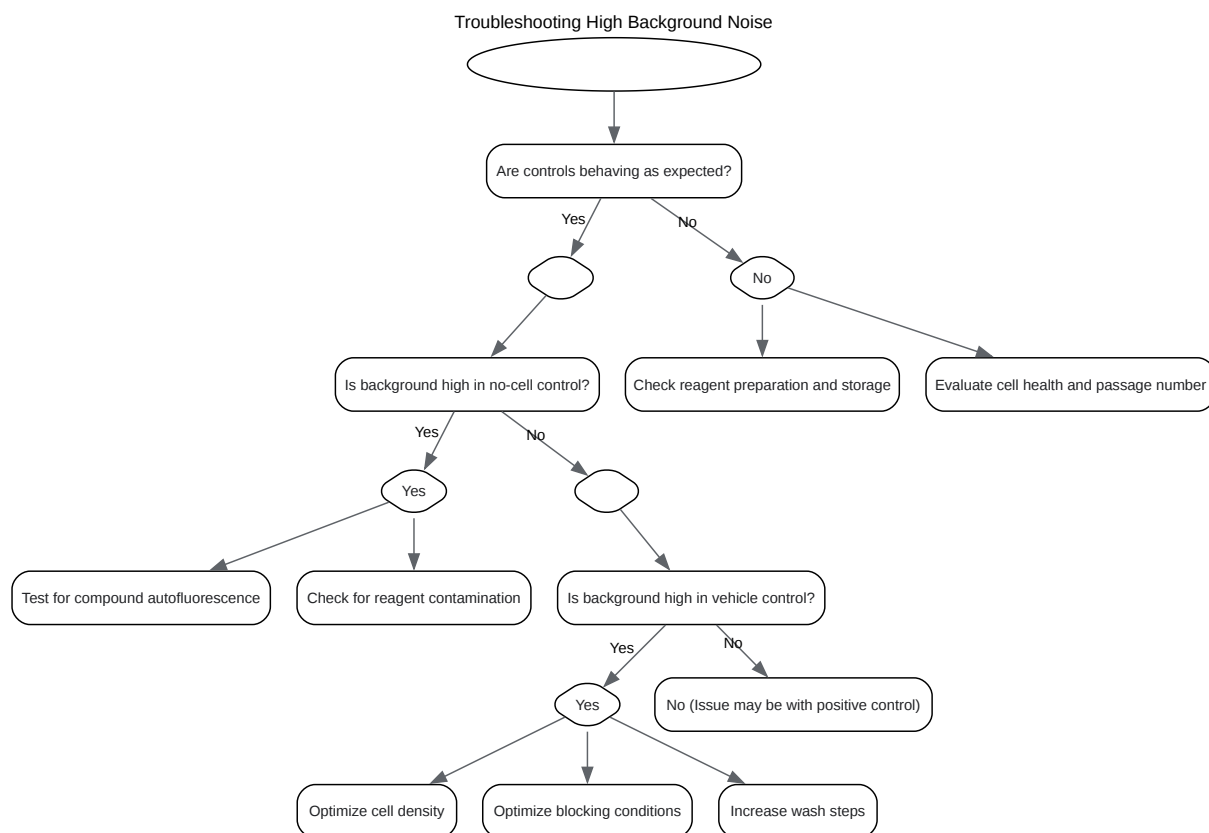 Troubleshooting High Background Noise
Are controls behaving as expected?
Yes
No
No
Is background high in no-cell control?
Check reagent preparation and storage
Evaluate cell health and passage number
Yes
No
Yes
Test for compound autofluorescence
Check for reagent contamination
Is background high in vehicle control?
Yes
No
Yes
No (Issue may be with positive control)
Optimize cell density
Optimize blocking conditions
Increase wash steps